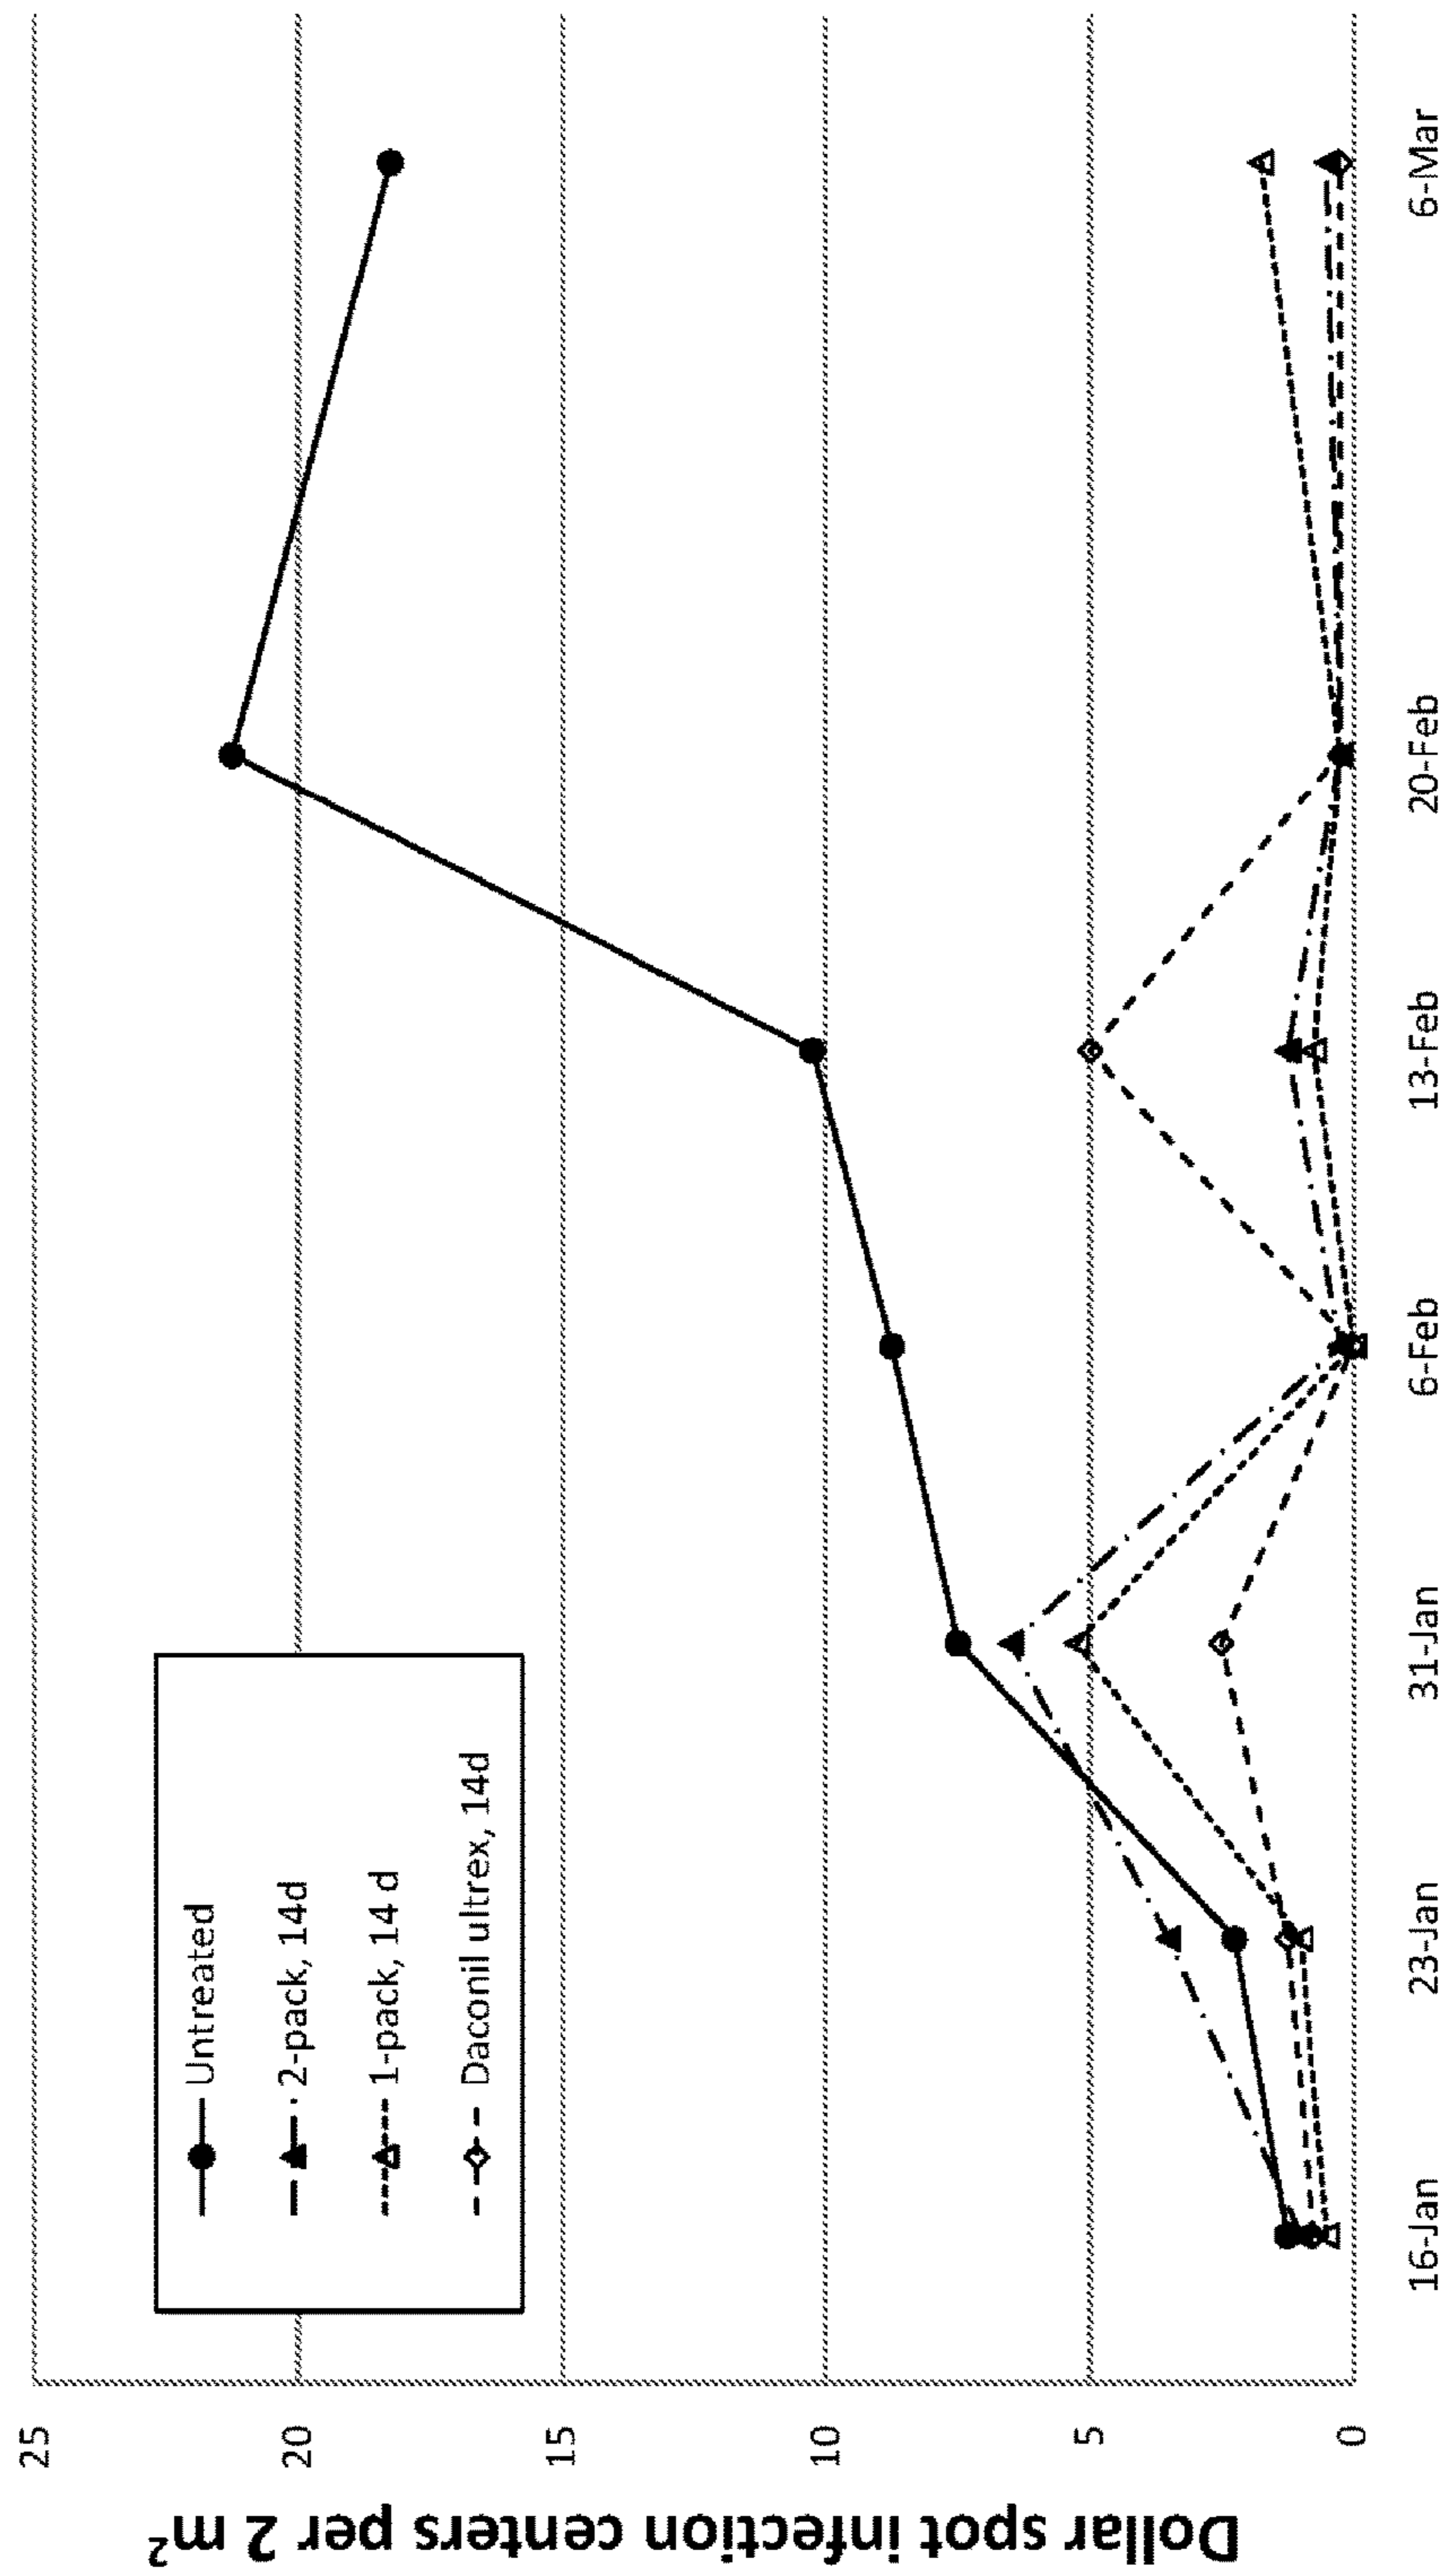 Dollar spot infection centers per 2 m²
25
20
15
10
5
0
Untreated
2-pack, 14d
1-pack, 14 d
Daconil ultrex, 14d
16-Jan
23-Jan
31-Jan
6-Feb
13-Feb
20-Feb
6-Mar